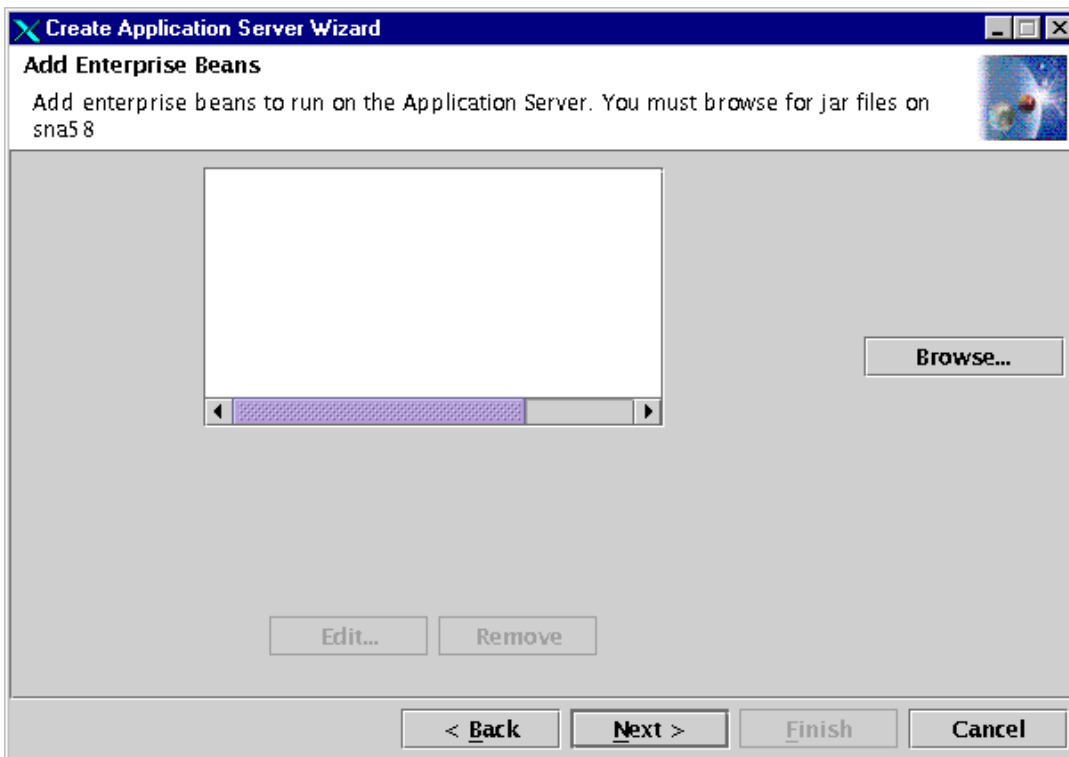 Create Application Server Wizard
Add Enterprise Beans
Add enterprise beans to run on the Application Server. You must browse for jar files on
sna58
Browse...
Edit...
Remove
< Back
Next >
Finish
Cancel